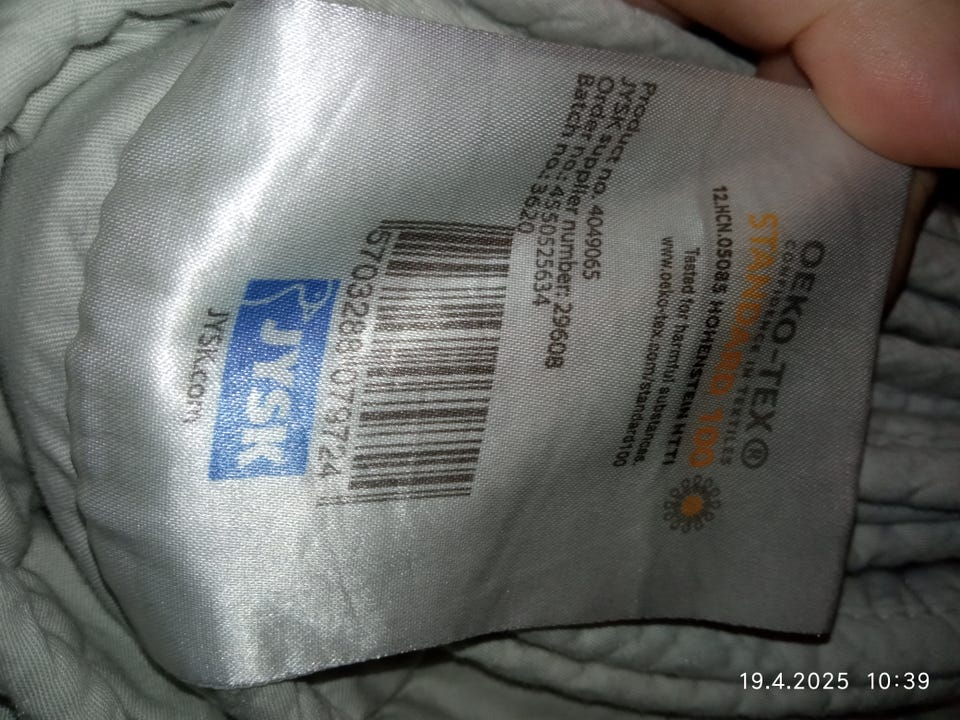 OEKO-TEX®
CONFIDENCE IN TEXTILES
STANDARD 100
12.HCN.05085 HOHENSTEIN HTTI
Tested for harmful substances.
www.oeko-tex.com/standard100
Product no. 4049065
JYSK supplier number: 29608
Order no.: 4550525634
Batch no.: 3620
5703288079724
JYSK
JYSK.com
19.4.2025 10:39